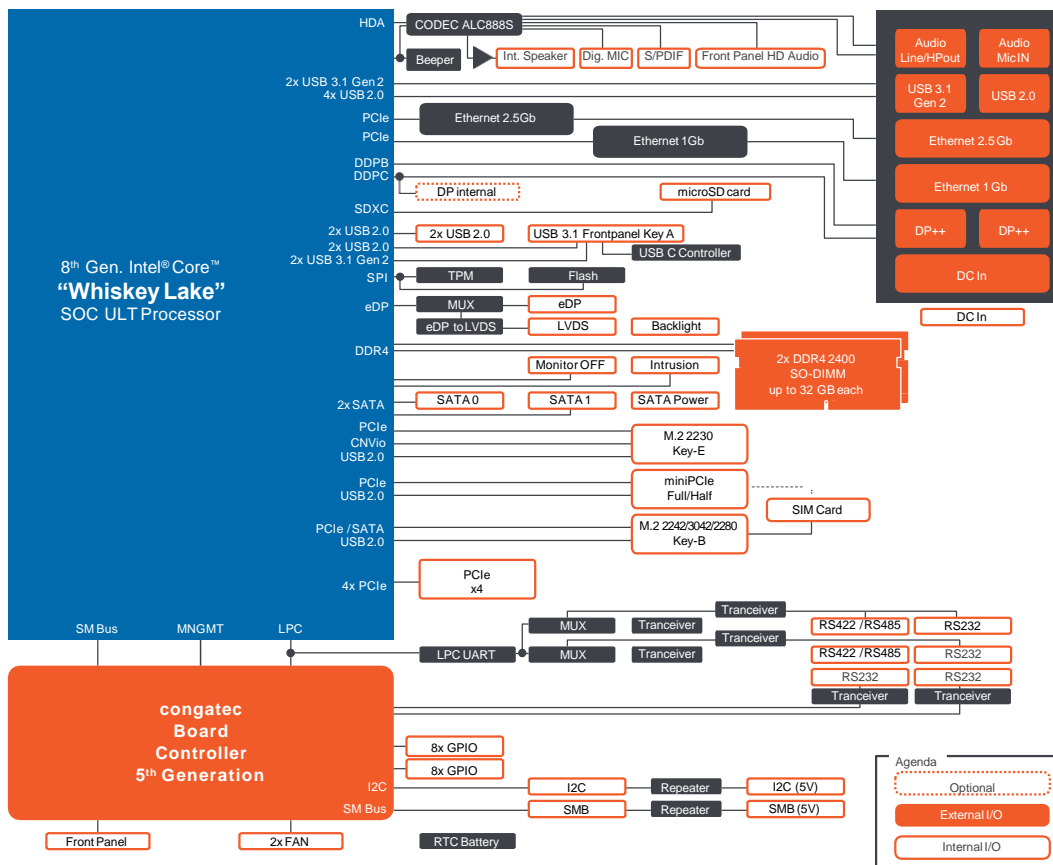 HDA
CODEC ALC888S
Beeper
Int. Speaker
Dig. MIC
S/PDIF
Front Panel HD Audio
Audio
Line/HPout
Audio
Mic IN
2x USB 3.1 Gen 2
4x USB 2.0
USB 3.1
Gen 2
USB 2.0
PCIe
Ethernet 2.5Gb
PCIe
Ethernet 1Gb
Ethernet 2.5Gb
Ethernet 1Gb
DDPB
DDPC
DP internal
microSD card
SDXC
DP++
DP++
2x USB 2.0
2x USB 2.0
USB 3.1 Frontpanel Key A
2x USB 2.0
USB C Controller
2x USB 3.1 Gen 2
DC In
DC In
SPI
TPM
Flash
8th Gen. Intel® Core™
"Whiskey Lake"
SOC ULT Processor
eDP
MUX
eDP
eDP to LVDS
LVDS
Backlight
DDR4
2x DDR4 2400
SO-DIMM
up to 32 GB each
Monitor OFF
Intrusion
2x SATA
SATA 0
SATA 1
SATA Power
PCIe
CNVio
USB 2.0
M.2 2230
Key-E
PCIe
USB 2.0
miniPCIe
Full/Half
SIM Card
PCIe / SATA
USB 2.0
M.2 2242/3042/2280
Key-B
4x PCIe
PCIe
x4
SM Bus
MNGMT
LPC
Tranceiver
MUX
Tranceiver
RS422 / RS485
RS232
Tranceiver
LPC UART
MUX
Tranceiver
RS422 / RS485
RS232
RS232
RS232
Tranceiver
Tranceiver
congatec
Board
Controller
5th Generation
8x GPIO
8x GPIO
I2C
I2C
Repeater
I2C (5V)
SM Bus
SMB
Repeater
SMB (5V)
Front Panel
2x FAN
RTC Battery
Agenda
Optional
External I/O
Internal I/O